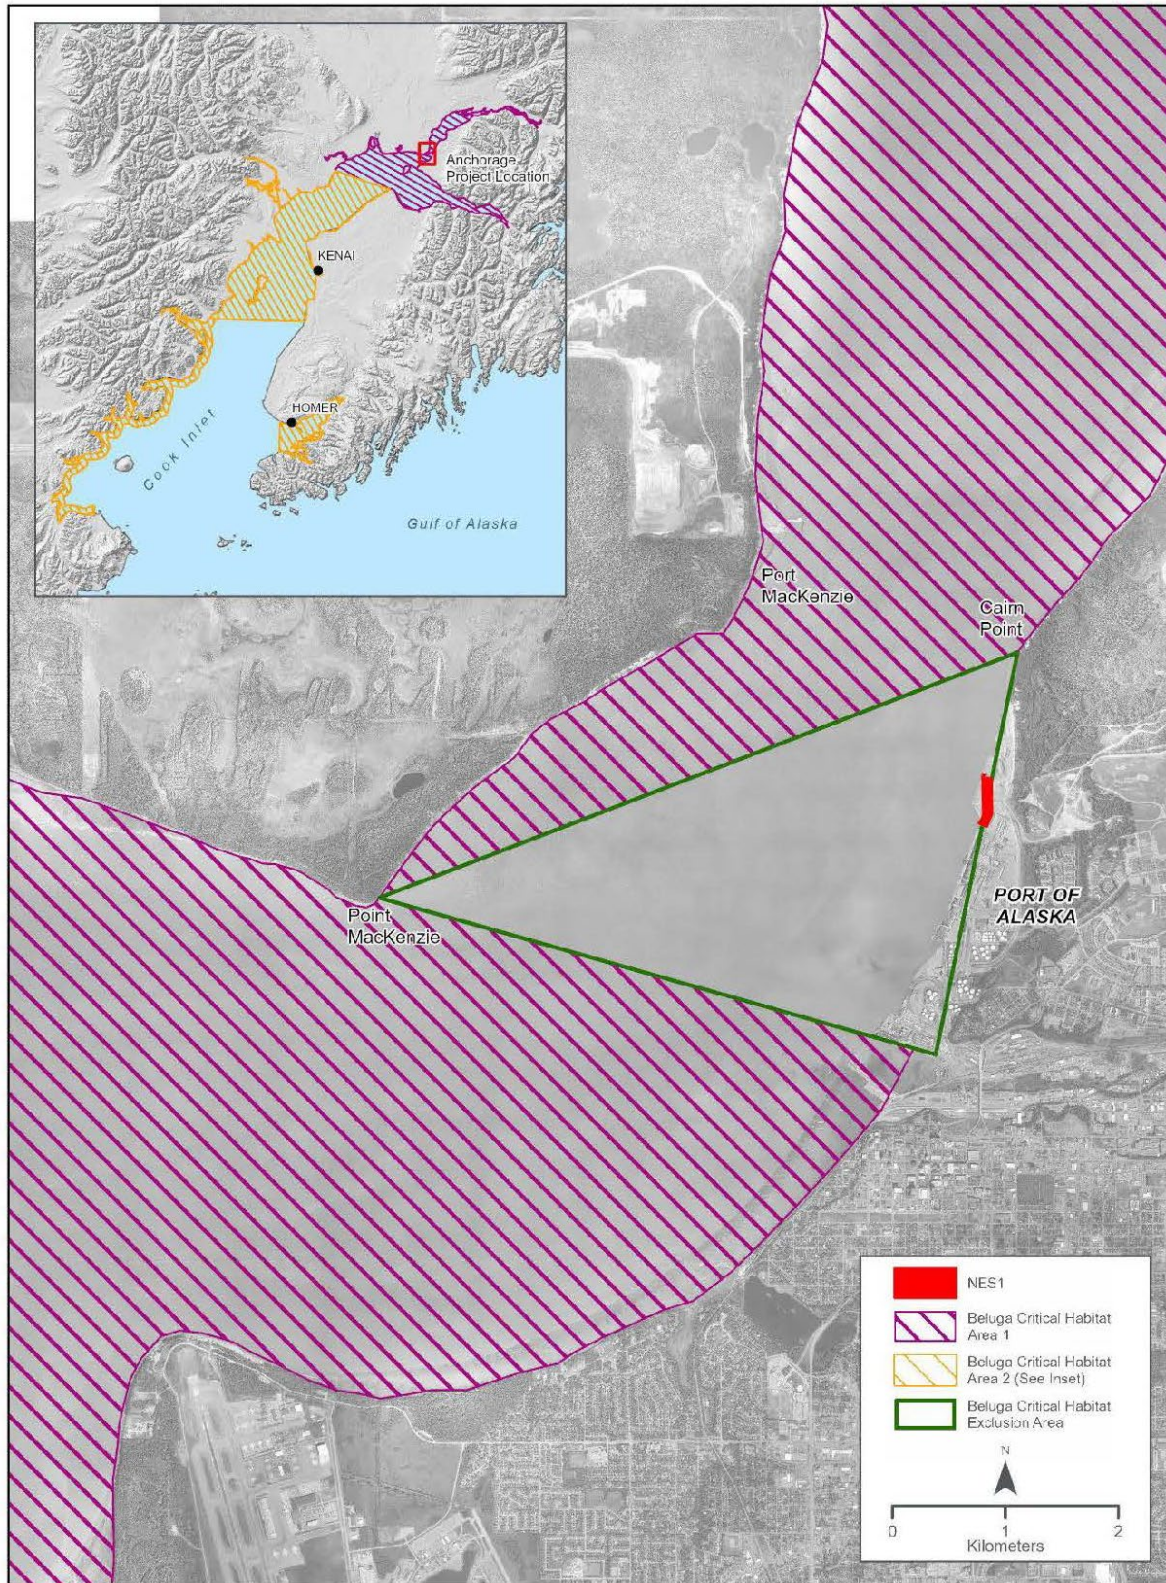 Anchorage
Project Location
KENAI
HOMER
Cook Inlet
Gulf of Alaska
Port
MacKenzie
Cairn
Point
Point
MacKenzie
PORT OF
ALASKA
NES1
Beluga Critical Habitat
Area 1
Beluga Critical Habitat
Area 2 (See Inset)
Beluga Critical Habitat
Exclusion Area
N
0 1 2
Kilometers